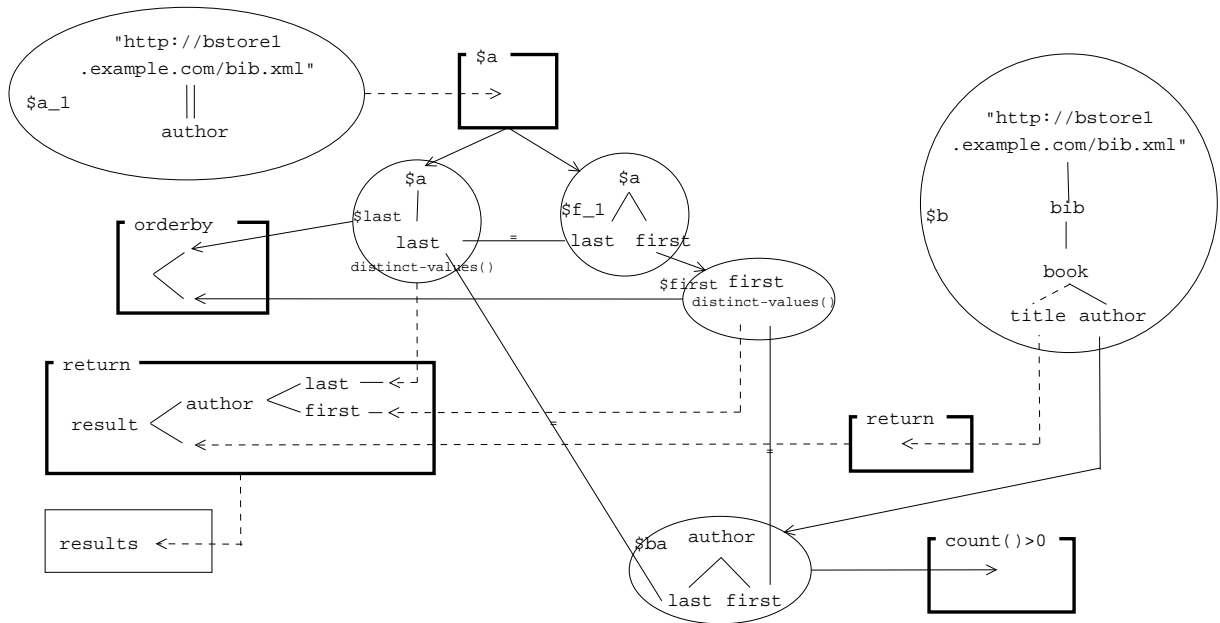 "http://bstore1
.example.com/bib.xml"
$a_1
author
$a
$a
$last
last
distinct-values()
=
$a
$f_1
last first
$first first
distinct-values()
orderby
"http://bstore1
.example.com/bib.xml"
$b
bib
book
title author
return
last
author
first
result
=
=
return
results
$ba
author
last first
count()>0